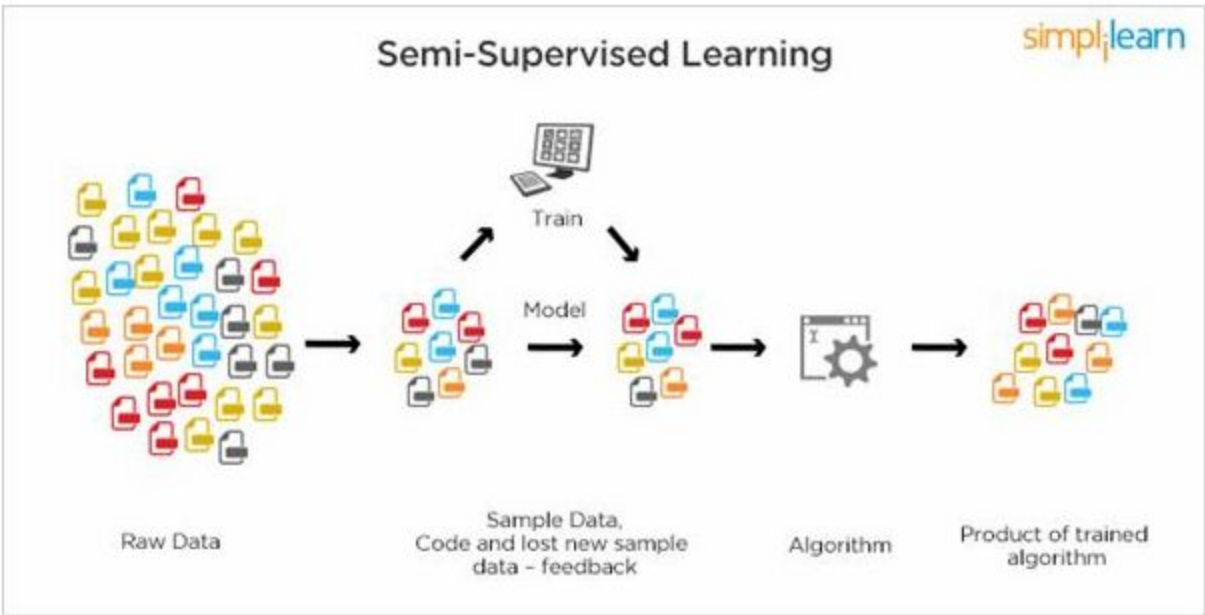 Semi-Supervised Learning
simplilearn
Train
Model
Raw Data
Sample Data,
Code and lost new sample
data – feedback
Algorithm
Product of trained
algorithm